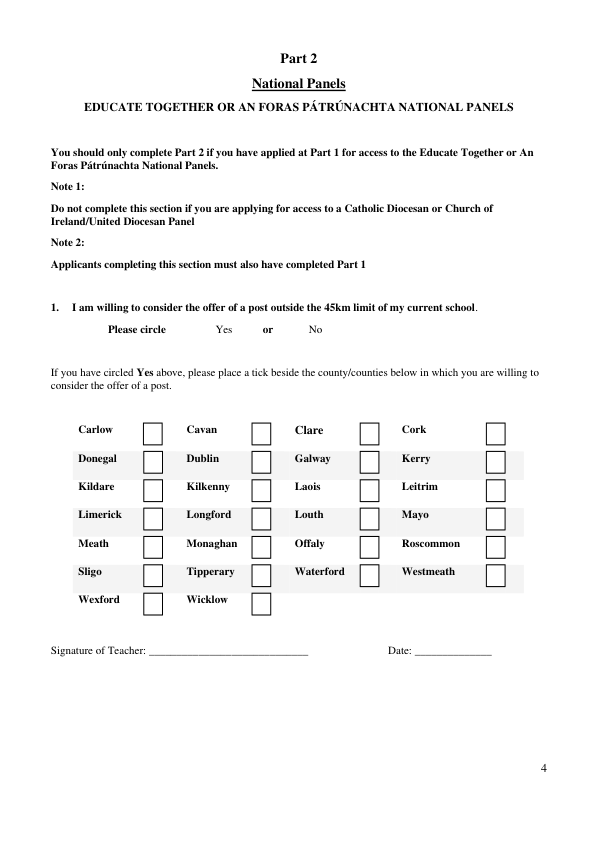 Part 2
National Panels
EDUCATE TOGETHER OR AN FORAS PÁTRÚNACHTA NATIONAL PANELS
You should only complete Part 2 if you have applied at Part 1 for access to the Educate Together or An
Foras Pátrúnachta National Panels.
Note 1:
Do not complete this section if you are applying for access to a Catholic Diocesan or Church of
Ireland/United Diocesan Panel
Note 2:
Applicants completing this section must also have completed Part 1
1. I am willing to consider the offer of a post outside the 45km limit of my current school.
Please circle Yes or No
If you have circled Yes above, please place a tick beside the county/counties below in which you are willing to
consider the offer of a post.
Carlow Cavan Clare Cork
Donegal Dublin Galway Kerry
Kildare Kilkenny Laois Leitrim
Limerick Longford Louth Mayo
Meath Monaghan Offaly Roscommon
Sligo Tipperary Waterford Westmeath
Wexford Wicklow
Signature of Teacher: _____________________________ Date: ______________
4